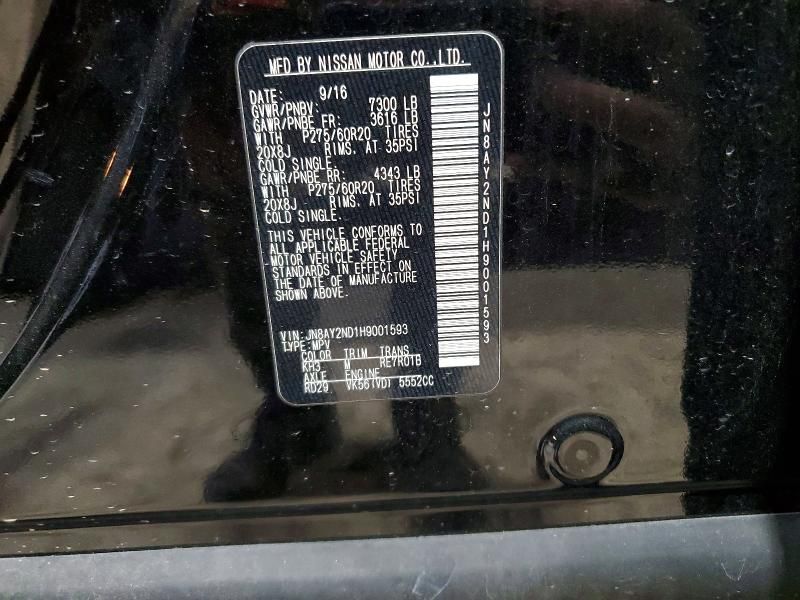 MFD BY NISSAN MOTOR CO.,LTD.
DATE: 9/16
GVWR/PNBV: 7300 LB
GAWR/PNBE FR: 3616 LB
WITH P275/60R20 TIRES
20X8J RIMS. AT 35PSI
COLD SINGLE.
GAWR/PNBE RR: 4343 LB
WITH P275/60R20 TIRES
20X8J RIMS. AT 35PSI
COLD SINGLE.
THIS VEHICLE CONFORMS TO
ALL APPLICABLE FEDERAL
MOTOR VEHICLE SAFETY
STANDARDS IN EFFECT ON
THE DATE OF MANUFACTURE
SHOWN ABOVE.
VIN: JN8AY2ND1H9001593
TYPE: MPV
COLOR TRIM TRANS
KH3 M RE7R01B
AXLE ENGINE
RD29 VK56(VD) 5552CC
JN8AY2ND1H9001593